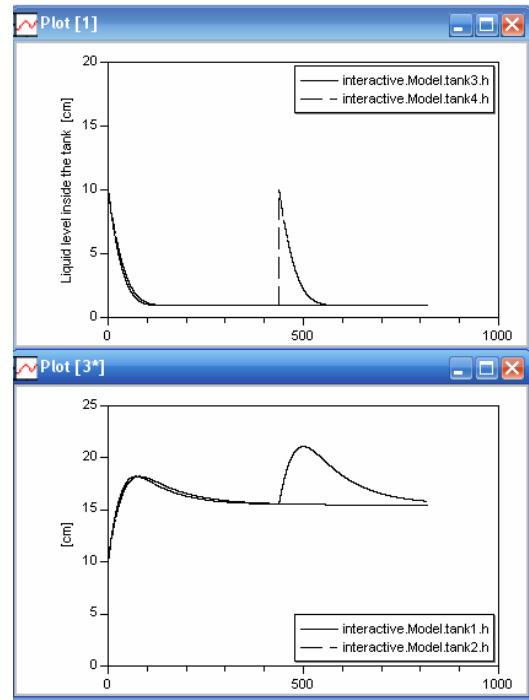 Plot [1]
20
15
10
5
0
Liquid level inside the tank [cm]
interactive.Model.tank3.h
interactive.Model.tank4.h
0
500
1000
Plot [3*]
25
20
15
10
5
0
[cm]
interactive.Model.tank1.h
interactive.Model.tank2.h
0
500
1000